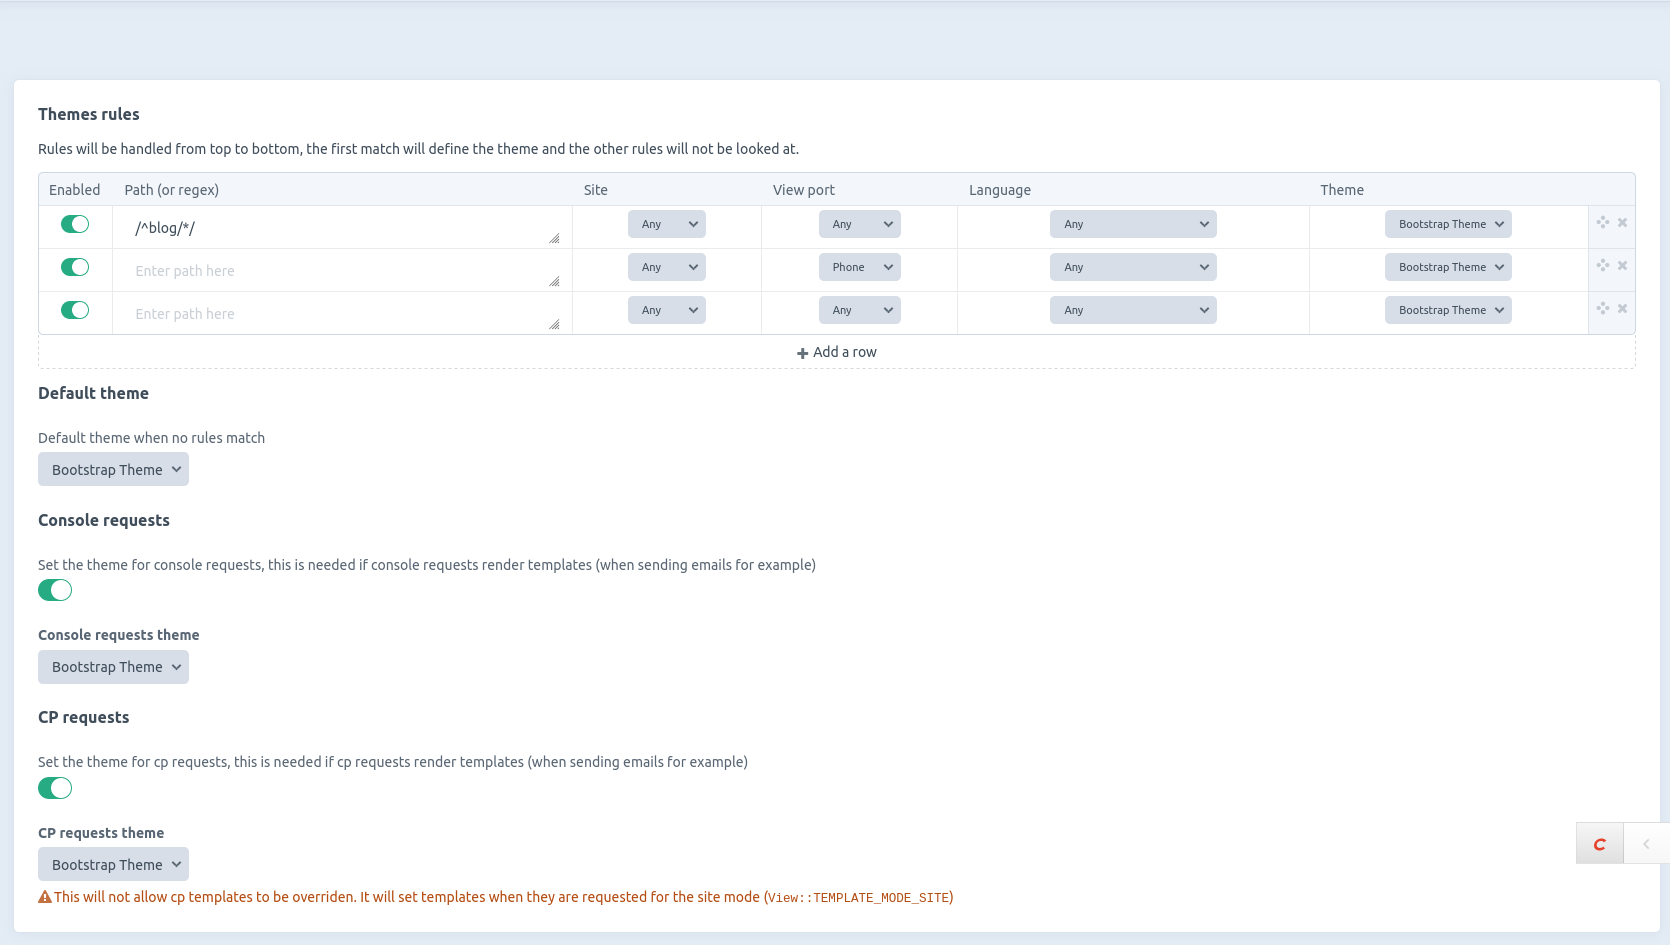 Themes rules
Rules will be handled from top to bottom, the first match will define the theme and the other rules will not be looked at.
Enabled Path (or regex) Site View port Language Theme
/^blog/*/ Any Any Any Bootstrap Theme
Enter path here Any Phone Any Bootstrap Theme
Enter path here Any Any Any Bootstrap Theme
Add a row
Default theme
Default theme when no rules match
Bootstrap Theme
Console requests
Set the theme for console requests, this is needed if console requests render templates (when sending emails for example)
Console requests theme
Bootstrap Theme
CP requests
Set the theme for cp requests, this is needed if cp requests render templates (when sending emails for example)
CP requests theme
Bootstrap Theme
This will not allow cp templates to be overriden. It will set templates when they are requested for the site mode (View::TEMPLATE_MODE_SITE)